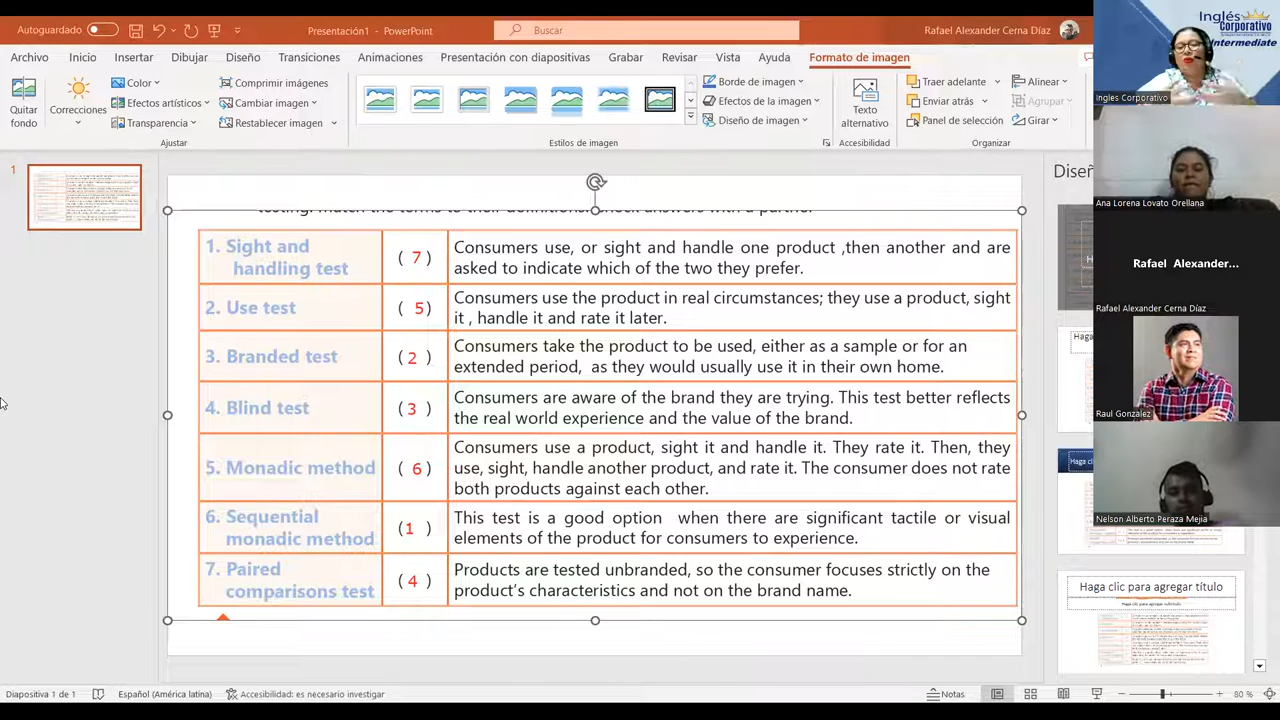 Autoguardado
Presentación1 - PowerPoint
Buscar
Rafael Alexander Cerna Díaz
Archivo
Inicio
Insertar
Dibujar
Diseño
Transiciones
Animaciones
Presentación con diapositivas
Grabar
Revisar
Vista
Ayuda
Formato de imagen
Quitar fondo
Correcciones
Color
Efectos artísticos
Transparencia
Comprimir imágenes
Cambiar imagen
Restablecer imagen
Ajustar
Estilos de imagen
Borde de imagen
Efectos de la imagen
Diseño de imagen
Texto alternativo
Accesibilidad
Traer adelante
Enviar atrás
Panel de selección
Alinear
Agrupar
Girar
Organizar
1
1. Sight and handling test
( 7 )
Consumers use, or sight and handle one product ,then another and are
asked to indicate which of the two they prefer.
2. Use test
( 5 )
Consumers use the product in real circumstances; they use a product, sight
it , handle it and rate it later.
3. Branded test
( 2 )
Consumers take the product to be used, either as a sample or for an
extended period, as they would usually use it in their own home.
4. Blind test
( 3 )
Consumers are aware of the brand they are trying. This test better reflects
the real world experience and the value of the brand.
5. Monadic method
( 6 )
Consumers use a product, sight it and handle it. They rate it. Then, they
use, sight, handle another product, and rate it. The consumer does not rate
both products against each other.
6. Sequential monadic method
(1 )
This test is a good option when there are significant tactile or visual
elements of the product for consumers to experience.
7. Paired comparisons test
( 4 )
Products are tested unbranded, so the consumer focuses strictly on the
product's characteristics and not on the brand name.
Haga clic para agregar título
Haga clic para agregar subtítulo
Inglés
Corporativo
Intermediate
Ingles Corporativo
Ana Lorena Lovato Orellana
Rafael Alexander...
Rafael Alexander Cerna Díaz
Raul Gonzalez
Nelson Alberto Peraza Mejia
Diapositiva 1 de 1
Español (América latina)
Accesibilidad: es necesario investigar
Notas
80 %